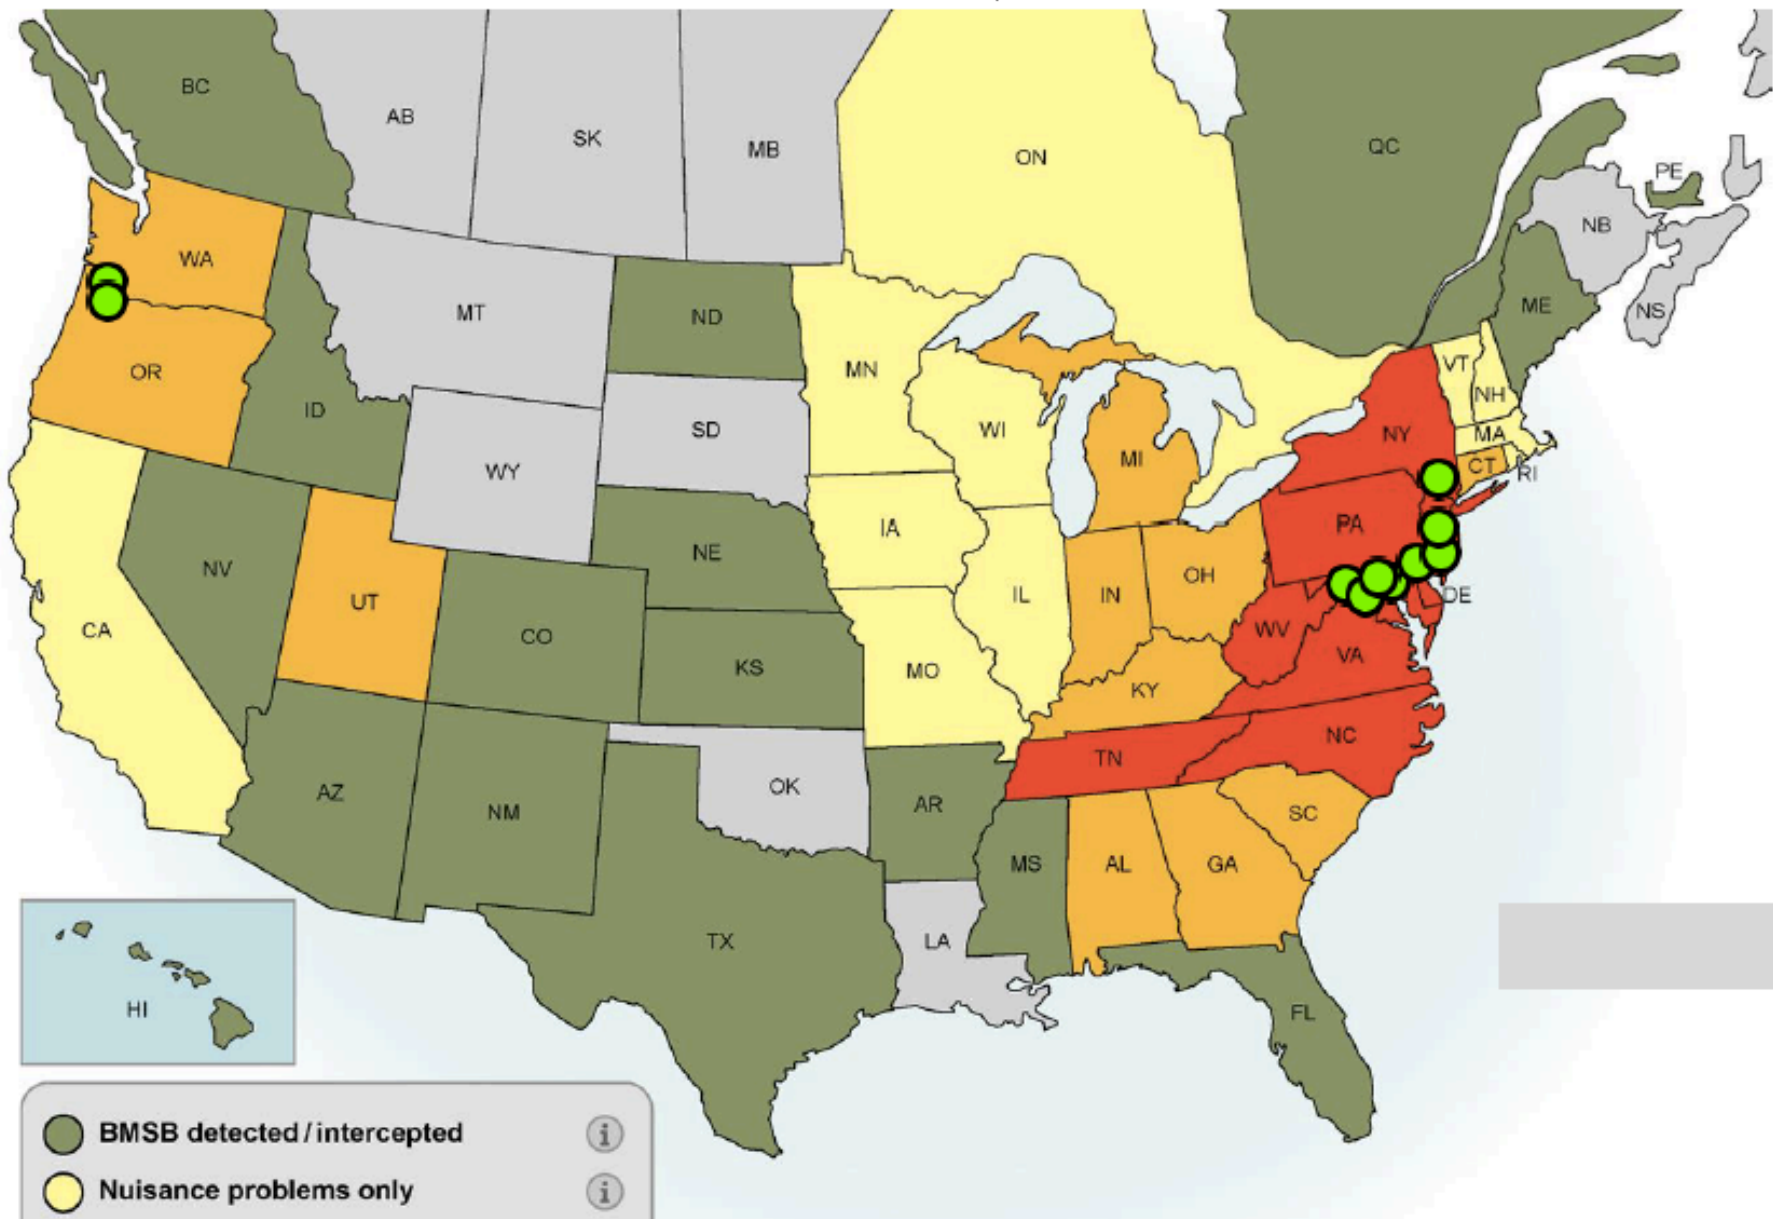 BC
AB
SK
MB
ON
QC
PE
NB
NS
ME
WA
MT
ND
MN
OR
ID
SD
WI
MI
VT
NH
NY
MA
CT
RI
WY
IA
PA
NV
UT
NE
IL
IN
OH
DE
CA
CO
KS
MO
WV
VA
KY
AZ
NM
OK
AR
TN
NC
SC
MS
AL
GA
TX
LA
FL
HI
BMSB detected / intercepted i
Nuisance problems only i